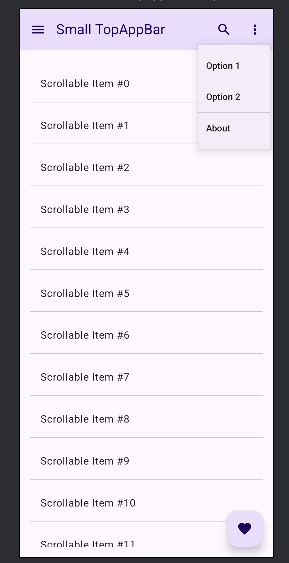 Small TopAppBar
Option 1
Option 2
About
Scrollable Item #0
Scrollable Item #1
Scrollable Item #2
Scrollable Item #3
Scrollable Item #4
Scrollable Item #5
Scrollable Item #6
Scrollable Item #7
Scrollable Item #8
Scrollable Item #9
Scrollable Item #10
Scrollable Item #11